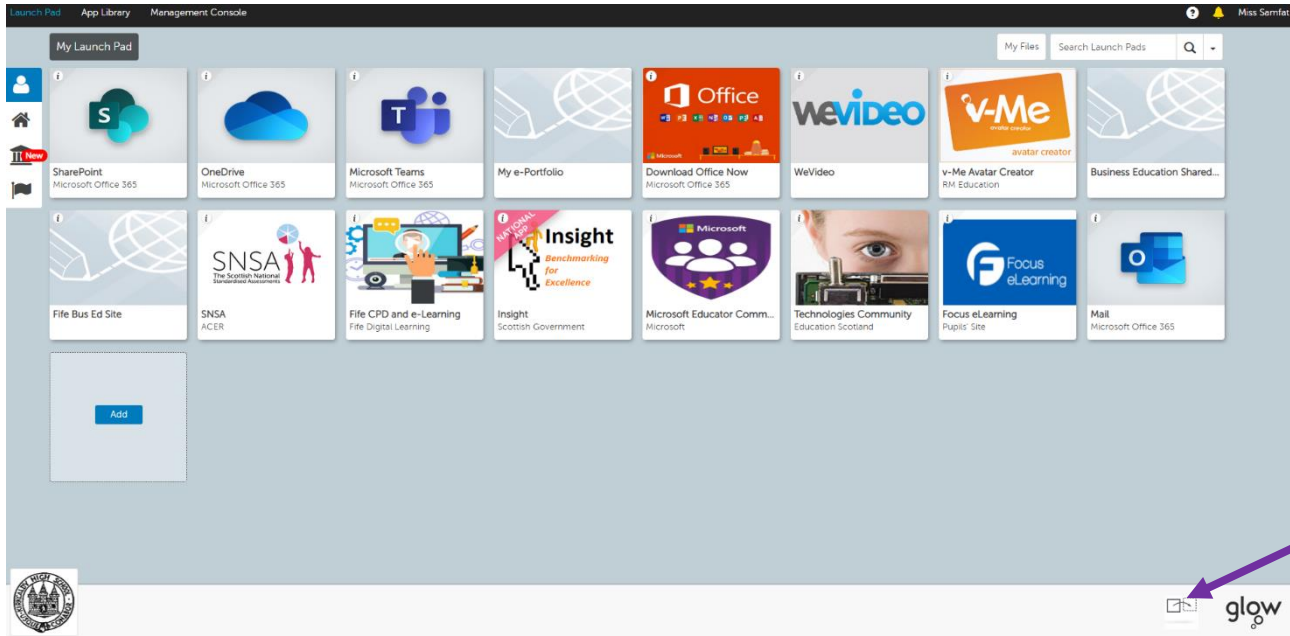 Launch Pad App Library Management Console Miss Samfat
My Launch Pad My Files Search Launch Pads
New
S
T
Office
Microsoft
WeVideo
v-Me
avatar creator
avatar creator
SharePoint
Microsoft Office 365
OneDrive
Microsoft Office 365
Microsoft Teams
Microsoft Office 365
My e-Portfolio
Download Office Now
Microsoft Office 365
WeVideo
v-Me Avatar Creator
RM Education
Business Education Shared...
SNSA
The Scottish National
Standardised Assessments
NATIONAL
APP
Insight
Benchmarking
for
Excellence
Microsoft
Focus
eLearning
O
Fife Bus Ed Site
SNSA
ACER
Fife CPD and e-Learning
Fife Digital Learning
Insight
Scottish Government
Microsoft Educator Comm...
Microsoft
Technologies Community
Education Scotland
Focus eLearning
Pupils' Site
Mail
Microsoft Office 365
Add
glow